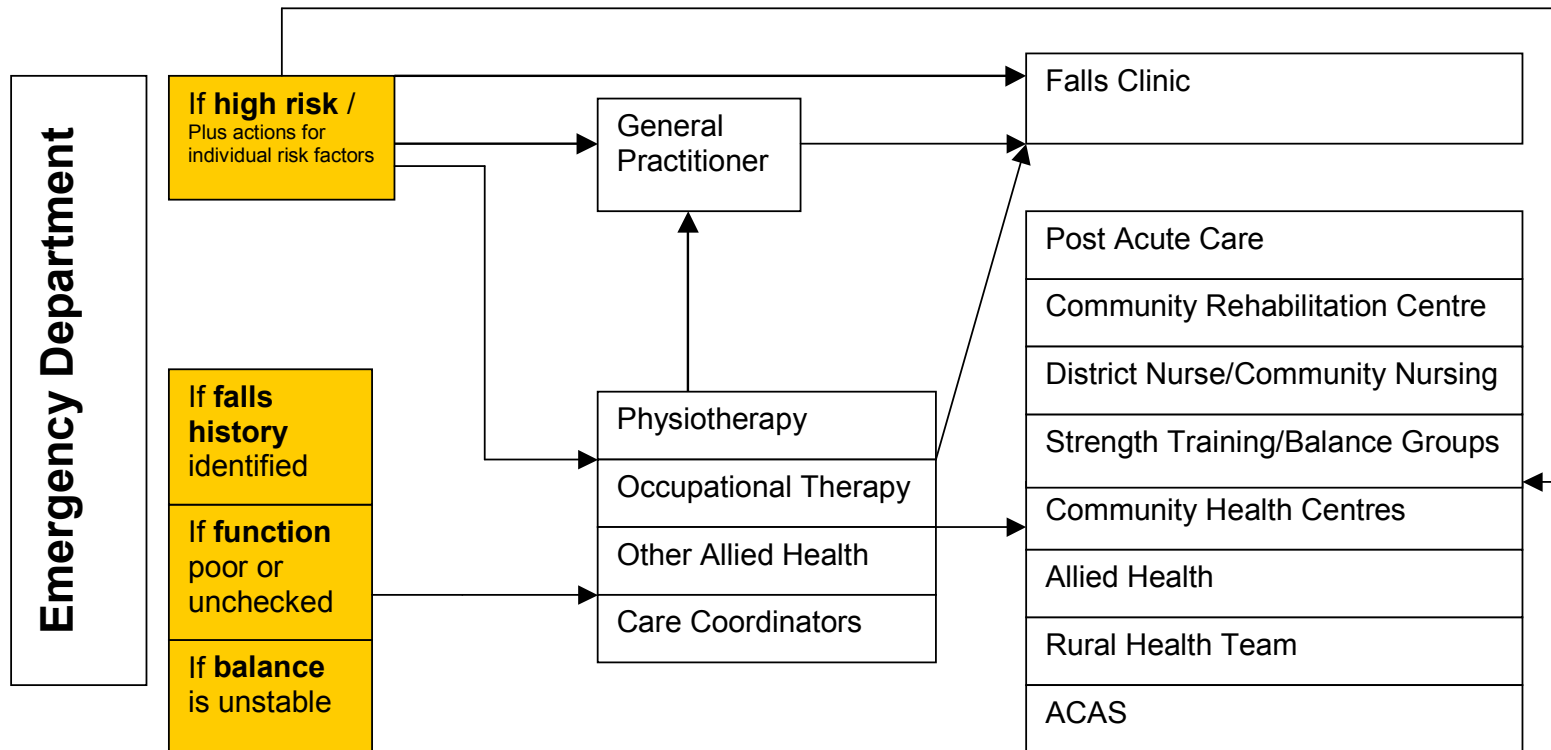 Emergency Department
If high risk /
Plus actions for
individual risk factors
General
Practitioner
Falls Clinic
If falls
history
identified
If function
poor or
unchecked
If balance
is unstable
Physiotherapy
Occupational Therapy
Other Allied Health
Care Coordinators
Post Acute Care
Community Rehabilitation Centre
District Nurse/Community Nursing
Strength Training/Balance Groups
Community Health Centres
Allied Health
Rural Health Team
ACAS